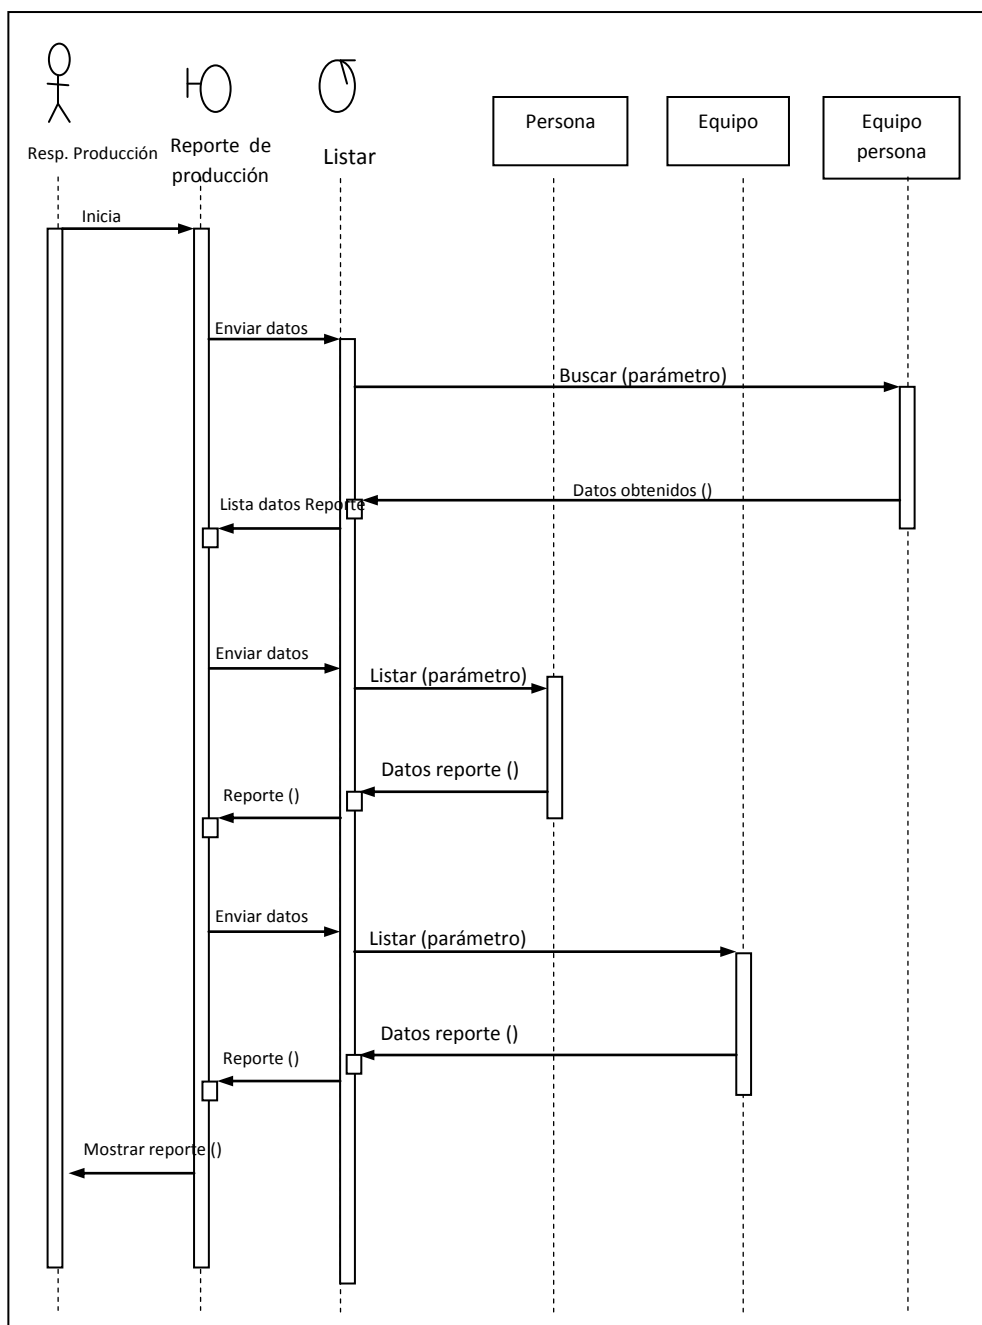 Persona
Equipo
Equipo
persona
Resp. Producción
Reporte de
producción
Listar
Inicia
Enviar datos
Buscar (parámetro)
Datos obtenidos ()
Lista datos Reporte
Enviar datos
Listar (parámetro)
Datos reporte ()
Reporte ()
Enviar datos
Listar (parámetro)
Datos reporte ()
Reporte ()
Mostrar reporte ()